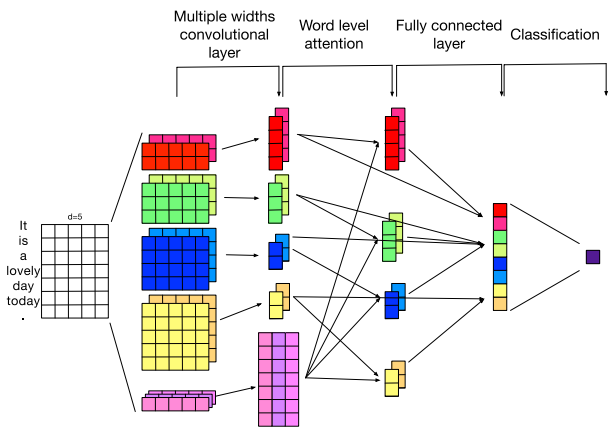 Multiple widths
convolutional
layer
Word level
attention
Fully connected
layer
Classification
d=5
It
is
a
lovely
day
today
.